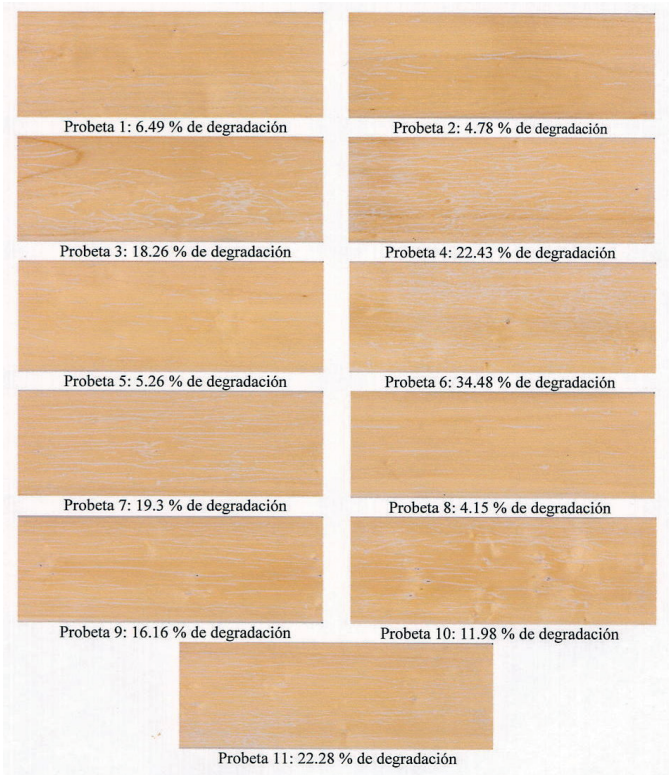 Probeta 1: 6.49 % de degradación
Probeta 2: 4.78 % de degradación
Probeta 3: 18.26 % de degradación
Probeta 4: 22.43 % de degradación
Probeta 5: 5.26 % de degradación
Probeta 6: 34.48 % de degradación
Probeta 7: 19.3 % de degradación
Probeta 8: 4.15 % de degradación
Probeta 9: 16.16 % de degradación
Probeta 10: 11.98 % de degradación
Probeta 11: 22.28 % de degradación